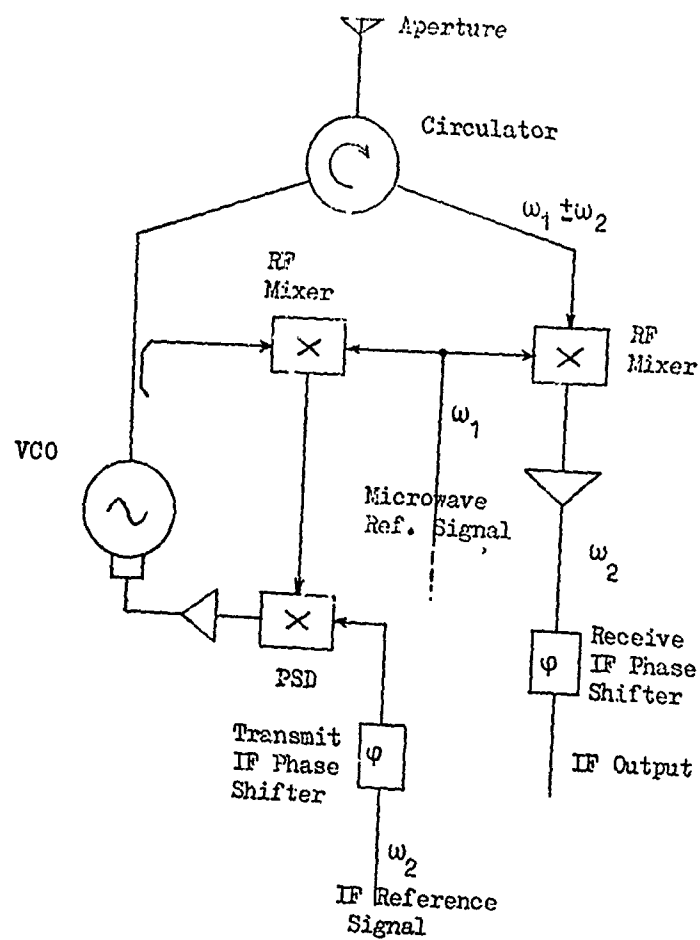 Aperture
Circulator
ω₁ ± ω₂
RF
Mixer
RF
Mixer
ω₁
VCO
Microwave
Ref. Signal
ω₂
Receive
IF Phase
Shifter
φ
PSD
Transmit
IF Phase
Shifter
φ
IF Output
ω₂
IF Reference
Signal